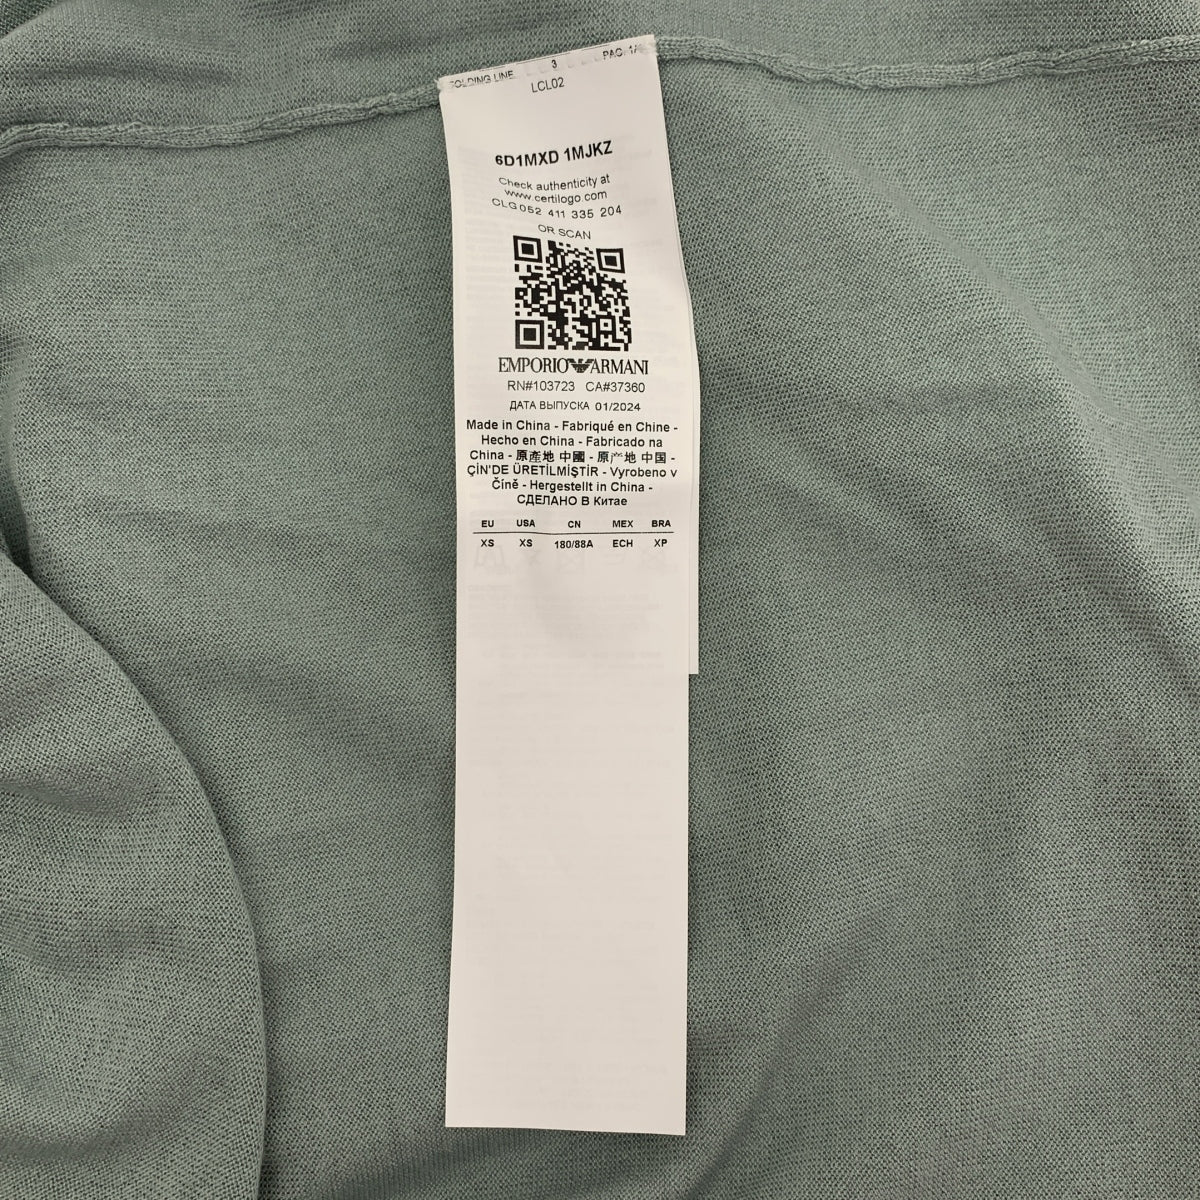 FOLDING LINE 3 PAG. 1/
LCL02
6D1MXD 1MJKZ
Check authenticity at
www.certilogo.com
CLG 052 411 335 204
OR SCAN
EMPORIO ARMANI
RN#103723 CA#37360
ДАТА ВЫПУСКА 01/2024
Made in China - Fabriqué en Chine -
Hecho en China - Fabricado na
China - 原產地 中國 - 原产地 中国 -
ÇİN'DE ÜRETİLMİŞTİR - Vyrobeno v
Číně - Hergestellt in China -
СДЕЛАНО В Китае
EU USA CN MEX BRA
XS XS 180/88A ECH XP